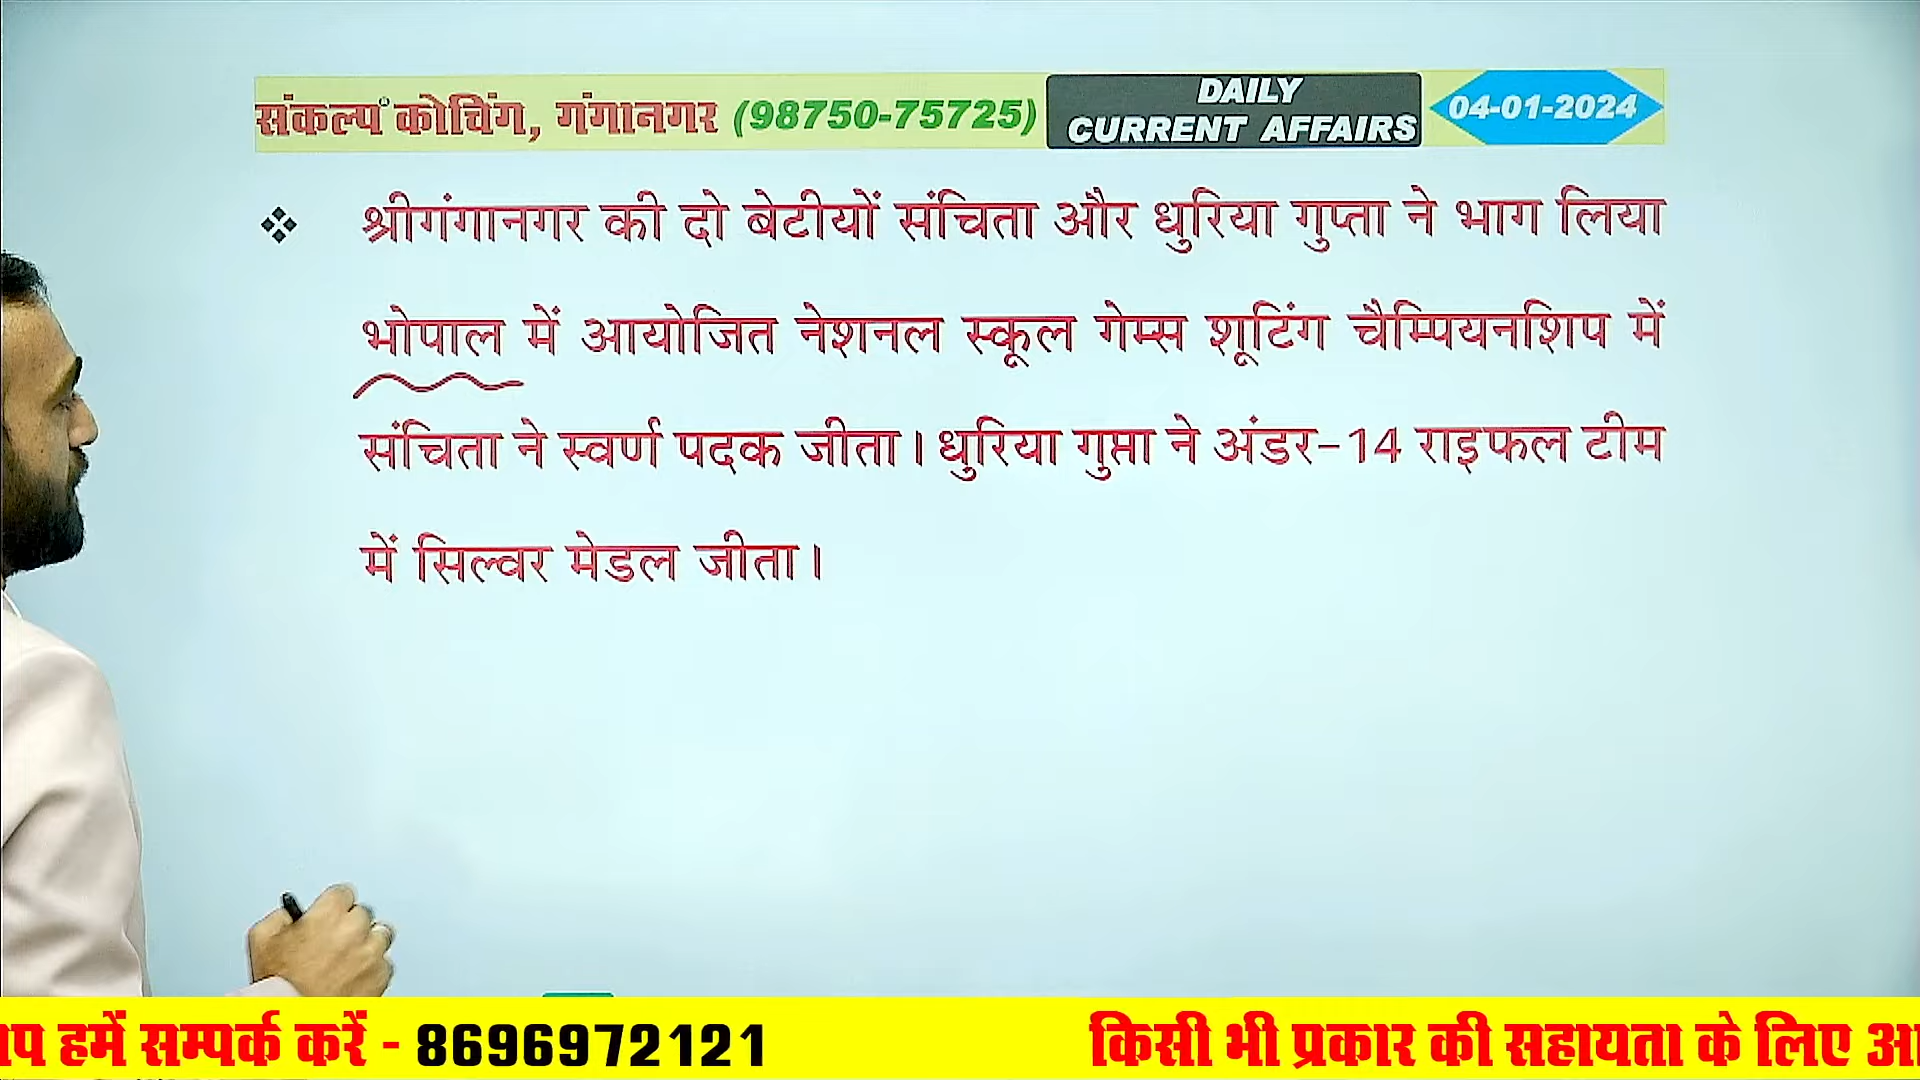 संकल्प® कोचिंग, गंगानगर (98750-75725)
DAILY
CURRENT AFFAIRS
04-01-2024
❖ श्रीगंगानगर की दो बेटीयों संचिता और धुरिया गुप्ता ने भाग लिया
भोपाल में आयोजित नेशनल स्कूल गेम्स शूटिंग चैम्पियनशिप में
संचिता ने स्वर्ण पदक जीता। धुरिया गुप्ता ने अंडर-14 राइफल टीम
में सिल्वर मेडल जीता।
हमें सम्पर्क करें - 8696972121
किसी भी प्रकार की सहायता के लिए